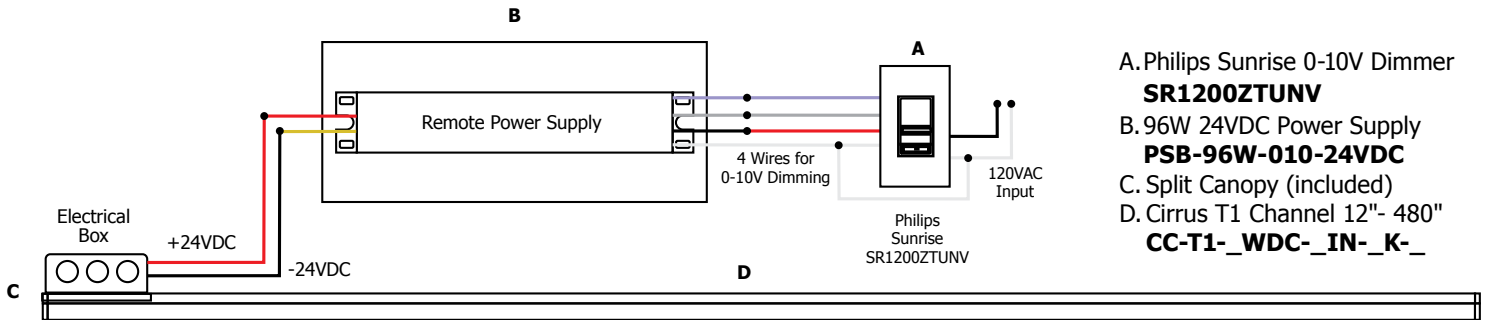 B
A
Remote Power Supply
4 Wires for
0-10V Dimming
120VAC
Input
Philips
Sunrise
SR1200ZTUNV
Electrical
Box
+24VDC
-24VDC
C
D
A. Philips Sunrise 0-10V Dimmer
SR1200ZTUNV
B. 96W 24VDC Power Supply
PSB-96W-010-24VDC
C. Split Canopy (included)
D. Cirrus T1 Channel 12"- 480"
CC-T1-_WDC-_IN-_K-_